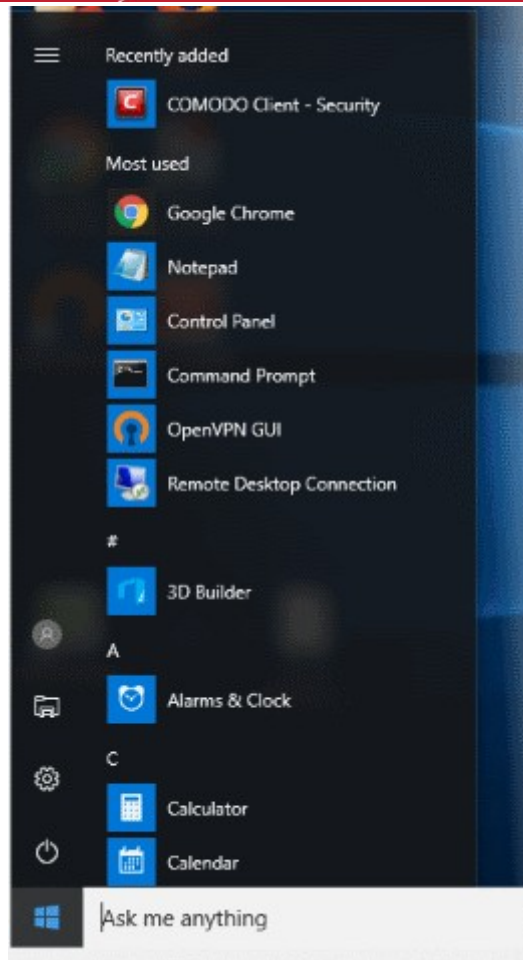 Recently added
COMODO Client - Security
Most used
Google Chrome
Notepad
Control Panel
Command Prompt
OpenVPN GUI
Remote Desktop Connection
#
3D Builder
A
Alarms & Clock
C
Calculator
Calendar
Ask me anything